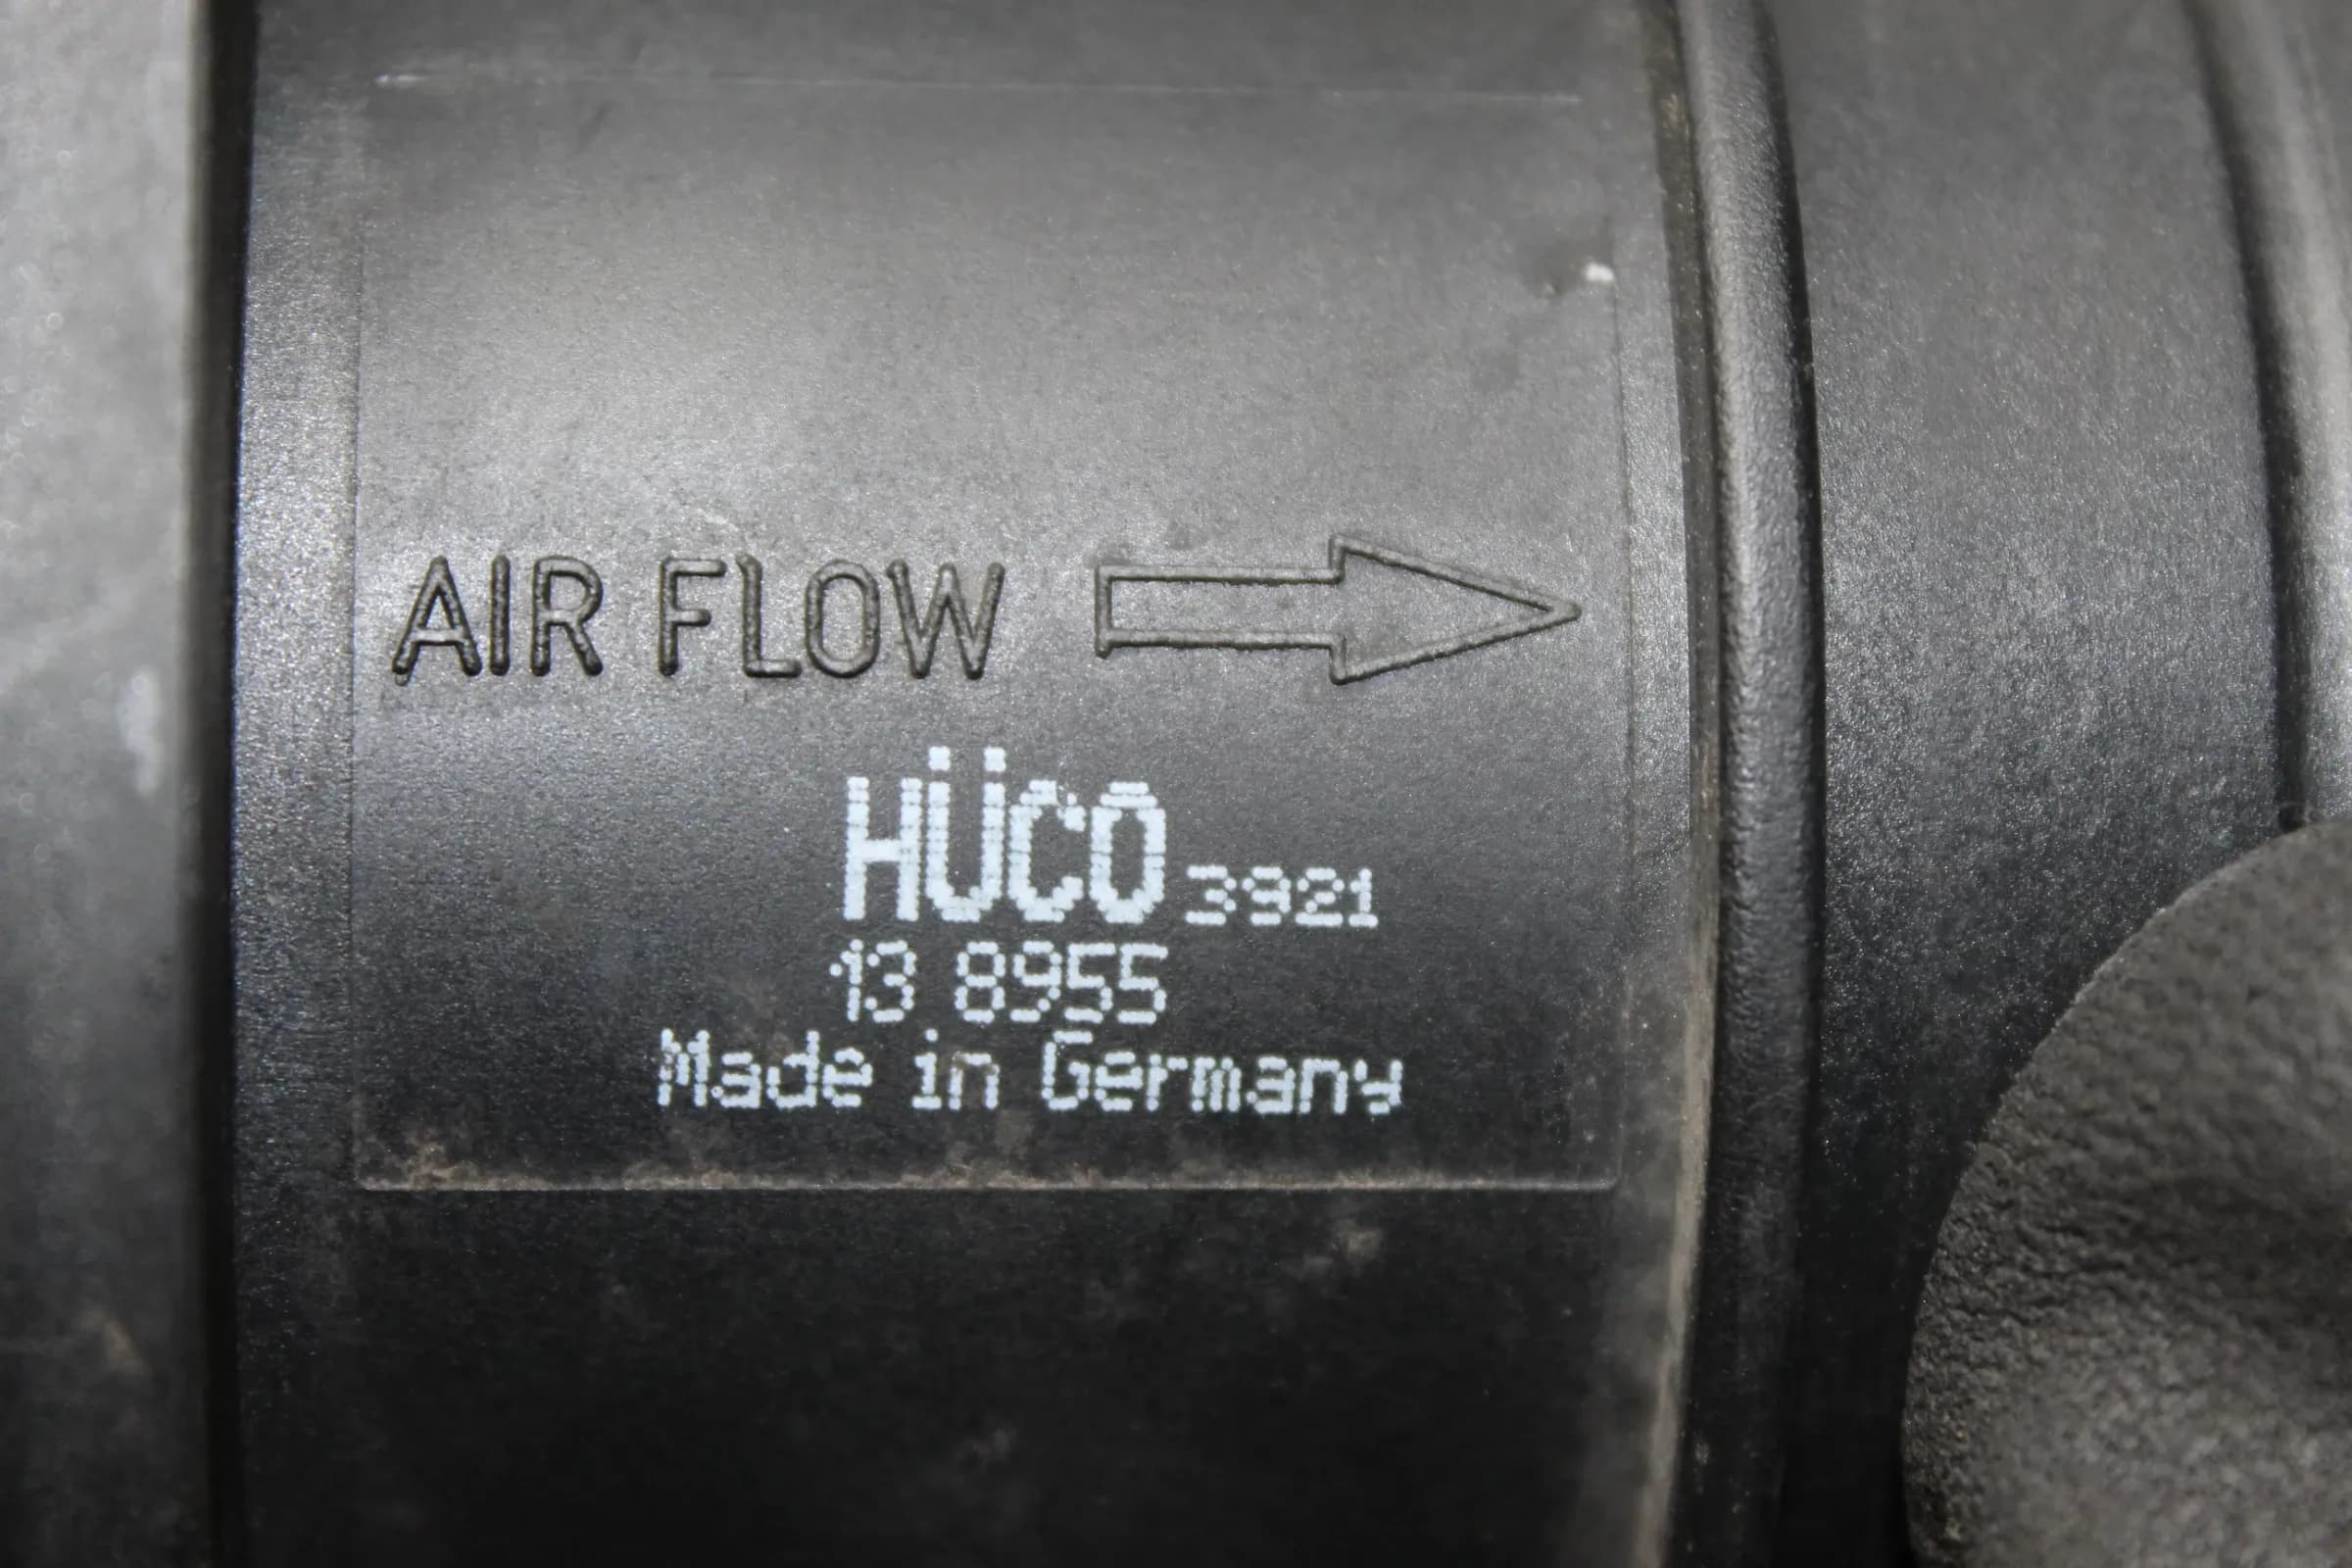 AIR FLOW
HÜCO 3921
13 8955
Made in Germany